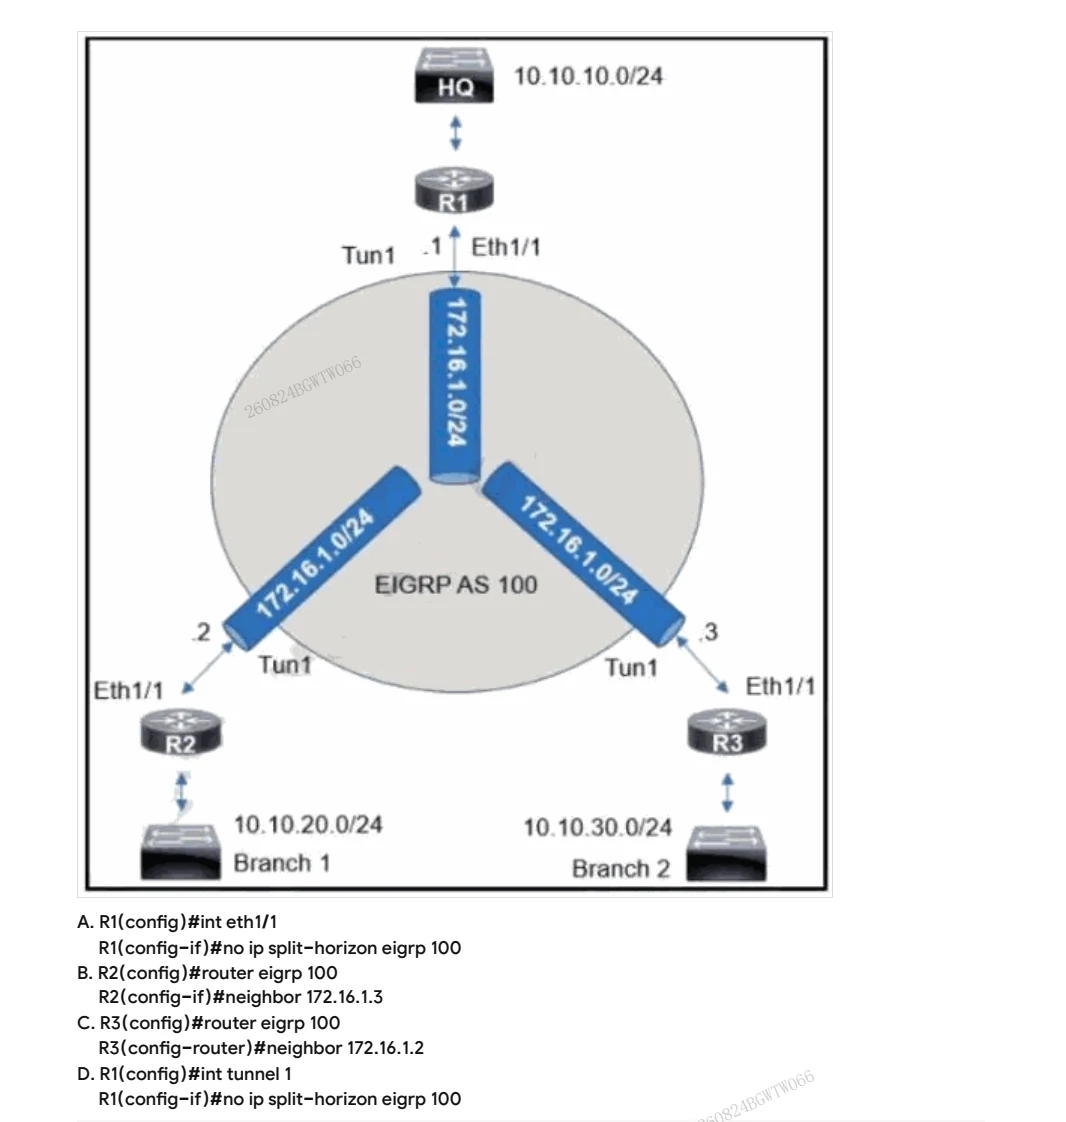 HQ
10.10.10.0/24
R1
Tun1
.1
Eth1/1
172.16.1.0/24
260824BGWTW066
172.16.1.0/24
172.16.1.0/24
EIGRP AS 100
.2
.3
Tun1
Tun1
Eth1/1
Eth1/1
R2
R3
10.10.20.0/24
10.10.30.0/24
Branch 1
Branch 2
A. R1(config)#int eth1/1
R1(config-if)#no ip split-horizon eigrp 100
B. R2(config)#router eigrp 100
R2(config-if)#neighbor 172.16.1.3
C. R3(config)#router eigrp 100
R3(config-router)#neighbor 172.16.1.2
D. R1(config)#int tunnel 1
R1(config-if)#no ip split-horizon eigrp 100
260824BGWTW066